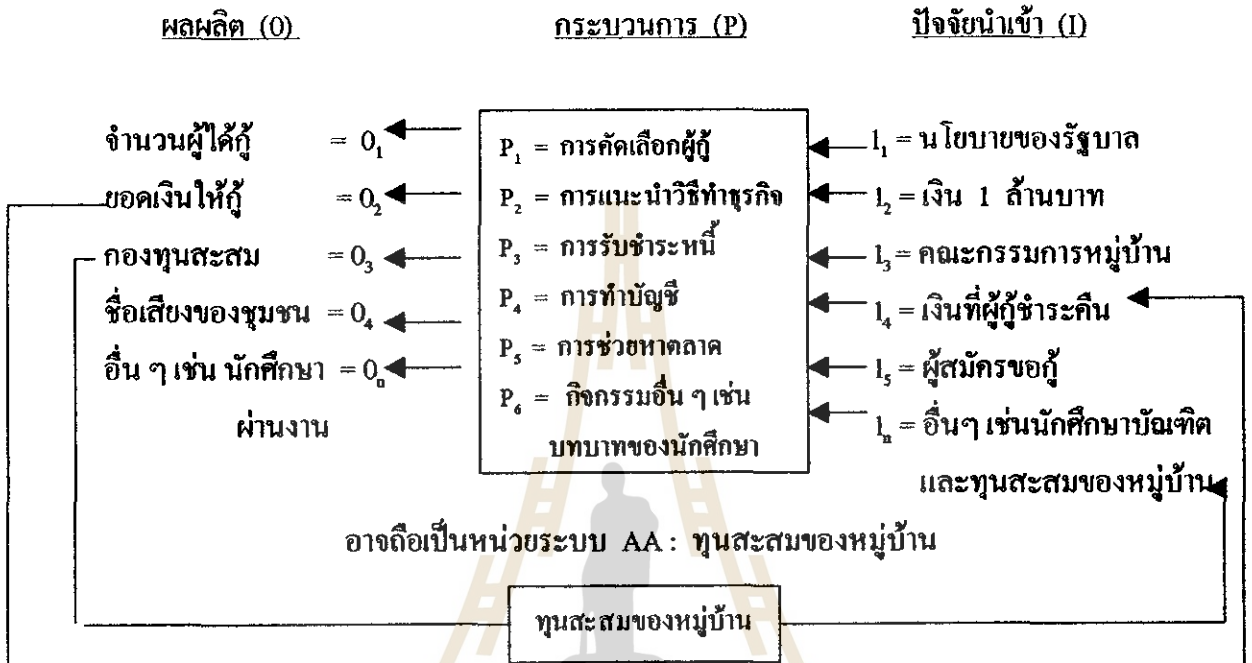 ผลผลิต (O) กระบวนการ (P) ปัจจัยนำเข้า (I)
จำนวนผู้ได้กู้ = O₁
ยอดเงินให้กู้ = O₂
กองทุนสะสม = O₃
ชื่อเสียงของชุมชน = O₄
อื่น ๆ เช่น นักศึกษา = Oₙ
ผ่านงาน
P₁ = การคัดเลือกผู้กู้
P₂ = การแนะนำวิธีทำธุรกิจ
P₃ = การรับชำระหนี้
P₄ = การทำบัญชี
P₅ = การช่วยหาตลาด
P₆ = กิจกรรมอื่น ๆ เช่น
บทบาทของนักศึกษา
I₁ = นโยบายของรัฐบาล
I₂ = เงิน 1 ล้านบาท
I₃ = คณะกรรมการหมู่บ้าน
I₄ = เงินที่ผู้กู้ชำระคืน
I₅ = ผู้สมัครขอกู้
Iₙ = อื่นๆ เช่นนักศึกษาบัณฑิต
และทุนสะสมของหมู่บ้าน
อาจถือเป็นหน่วยระบบ AA : ทุนสะสมของหมู่บ้าน
ทุนสะสมของหมู่บ้าน